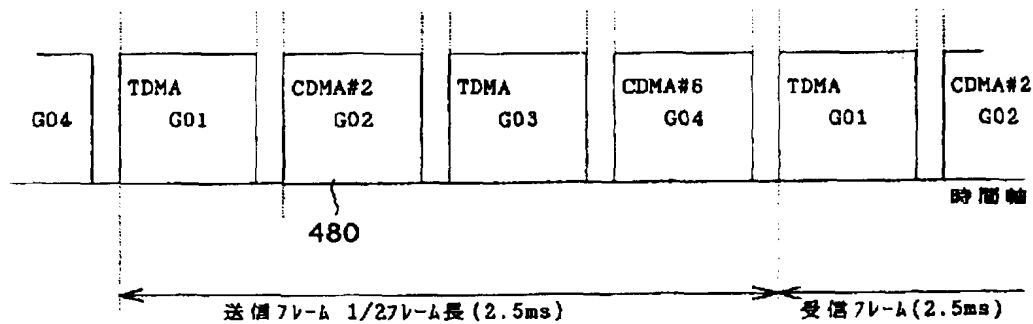 TDMA
CDMA#2
TDMA
CDMA#6
TDMA
CDMA#2
G04
G01
G02
G03
G04
G01
G02
時間軸
480
送信フレーム 1/2フレーム長(2.5ms)
受信フレーム(2.5ms)